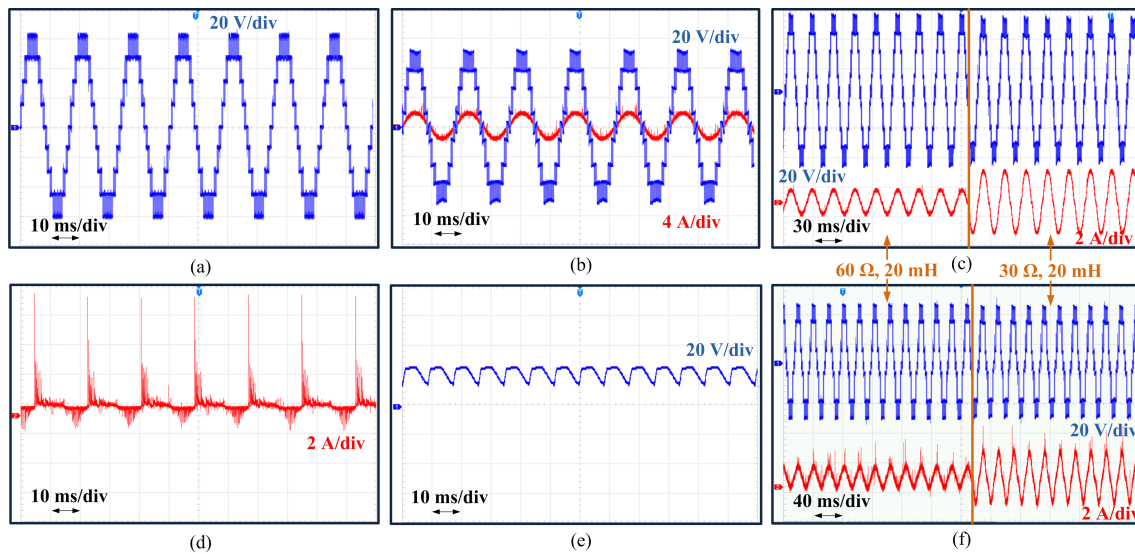 20 V/div
10 ms/div
(a)
20 V/div
10 ms/div
4 A/div
(b)
20 V/div
30 ms/div
2 A/div
(c)
60 Ω, 20 mH
30 Ω, 20 mH
2 A/div
10 ms/div
(d)
20 V/div
10 ms/div
(e)
20 V/div
40 ms/div
2 A/div
(f)